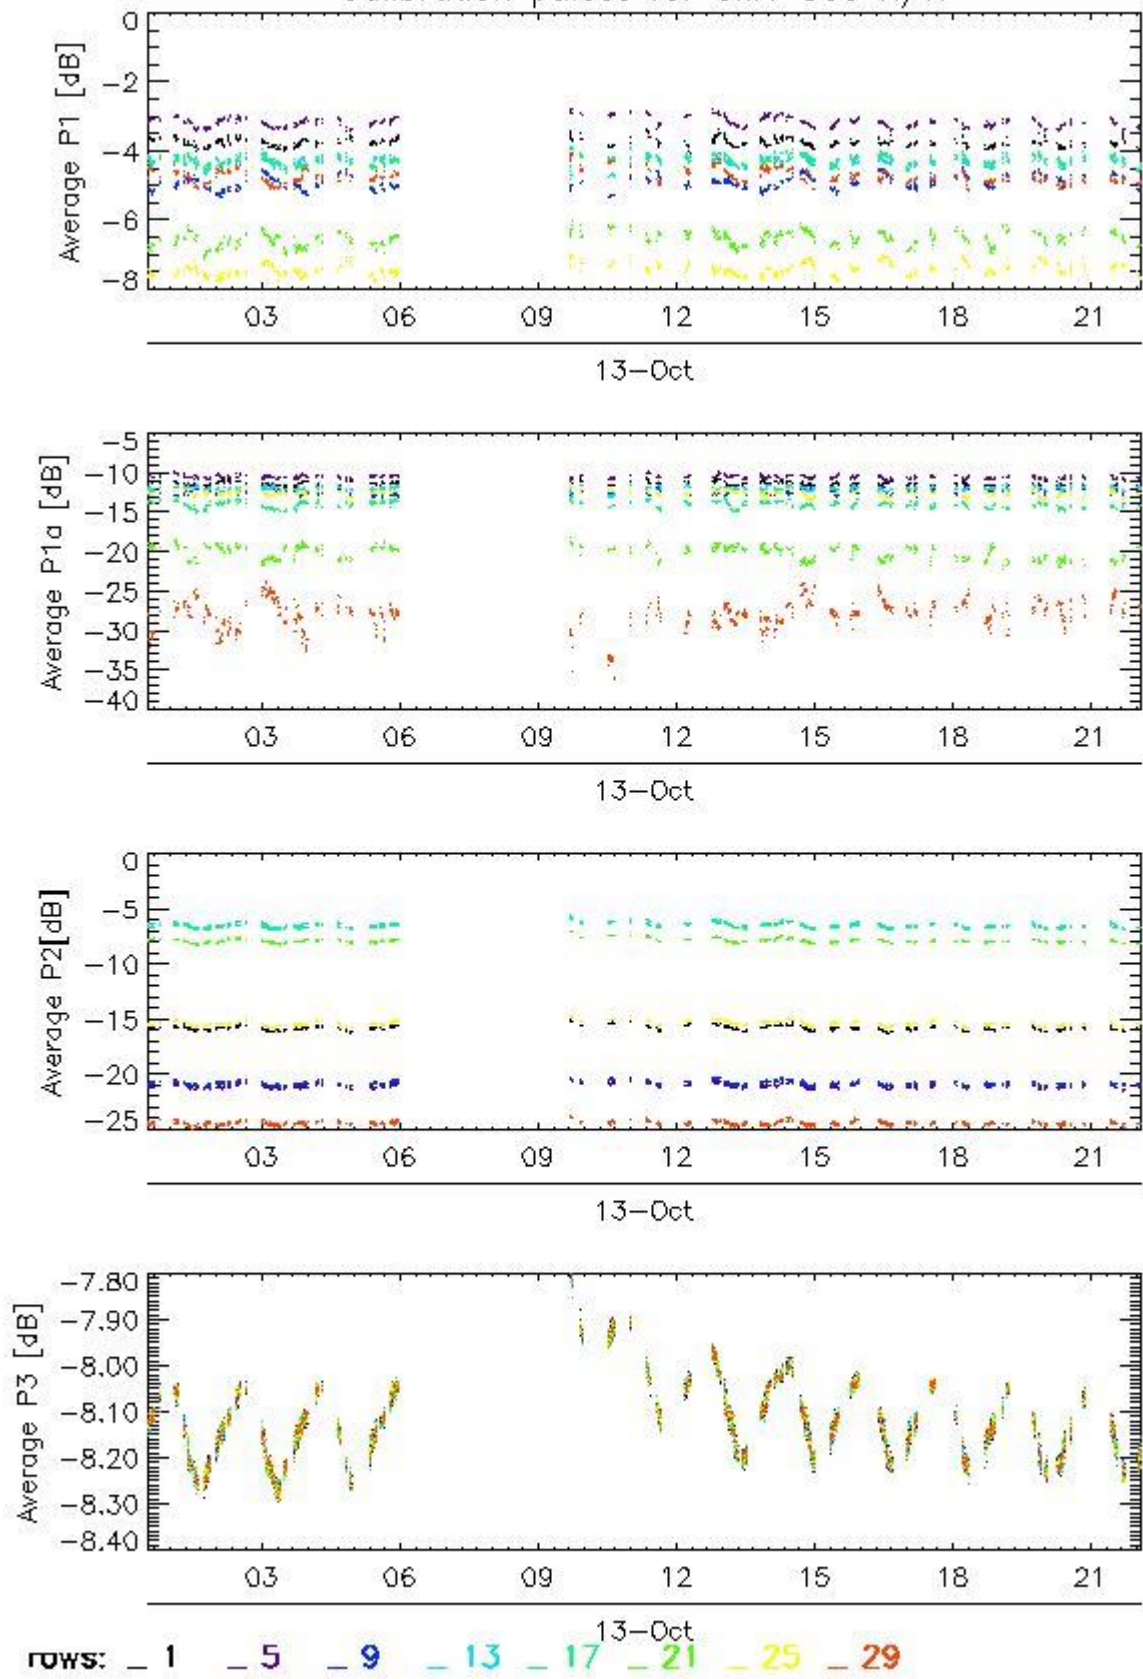 0
-2
-4
-6
-8
Average P1 [dB]
03 06 09 12 15 18 21
13-Oct
-5
-10
-15
-20
-25
-30
-35
-40
Average P1a [dB]
03 06 09 12 15 18 21
13-Oct
0
-5
-10
-15
-20
-25
Average P2[dB]
03 06 09 12 15 18 21
13-Oct
-7.80
-7.90
-8.00
-8.10
-8.20
-8.30
-8.40
Average P3 [dB]
03 06 09 12 15 18 21
13-Oct
rows: _ 1 _ 5 _ 9 _ 13 _ 17 _ 21 _ 25 _ 29